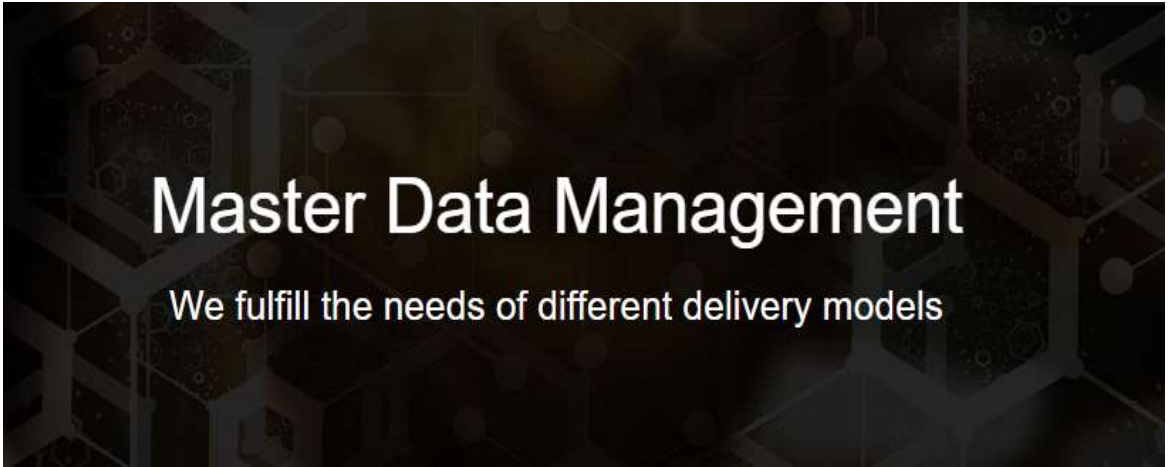 Master Data Management
We fulfill the needs of different delivery models